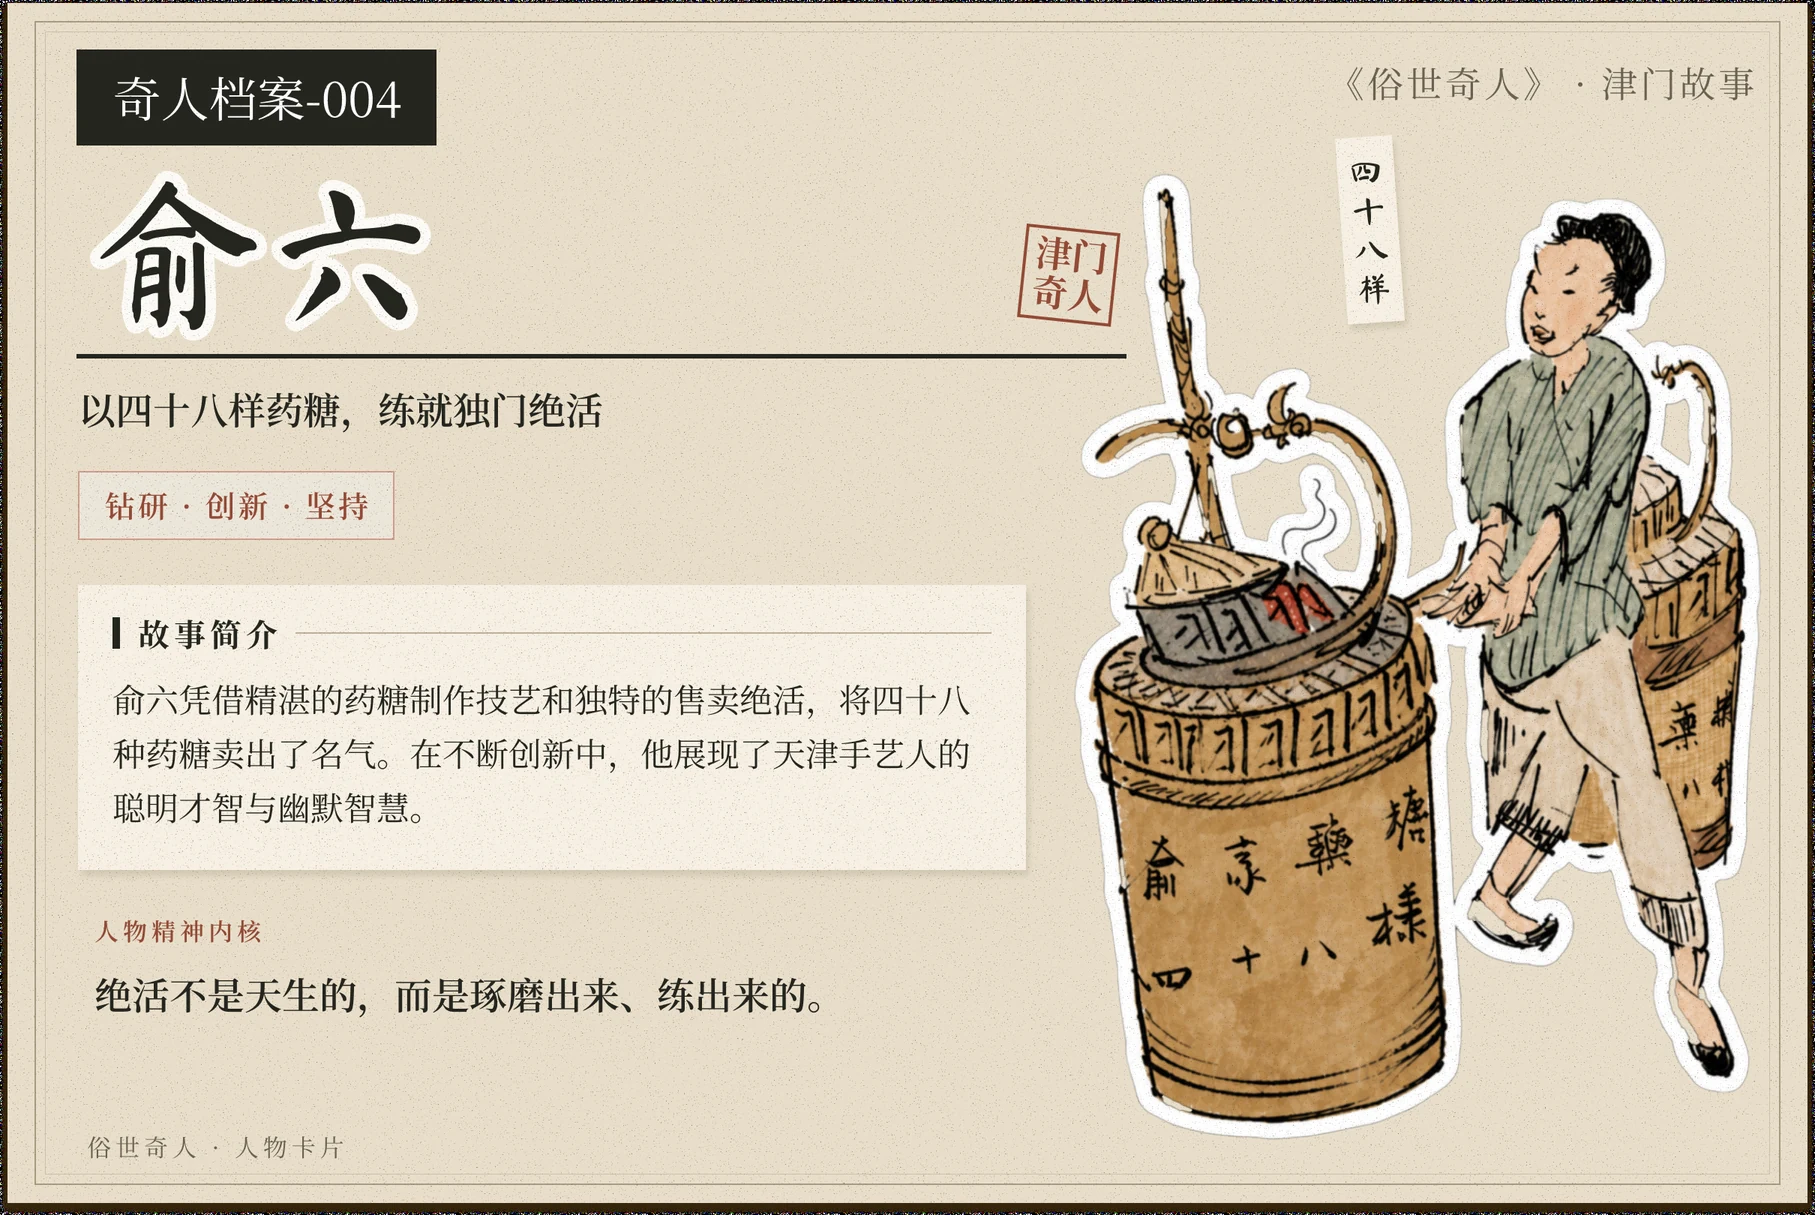 奇人档案-004
《俗世奇人》 · 津门故事
俞六
津门
奇人
四十八样
以四十八样药糖，练就独门绝活
钻研 · 创新 · 坚持
故事简介
俞六凭借精湛的药糖制作技艺和独特的售卖绝活，将四十八
种药糖卖出了名气。在不断创新中，他展现了天津手艺人的
聪明才智与幽默智慧。
人物精神内核
绝活不是天生的，而是琢磨出来、练出来的。
俞家藥糖
四十八樣
俗世奇人 · 人物卡片